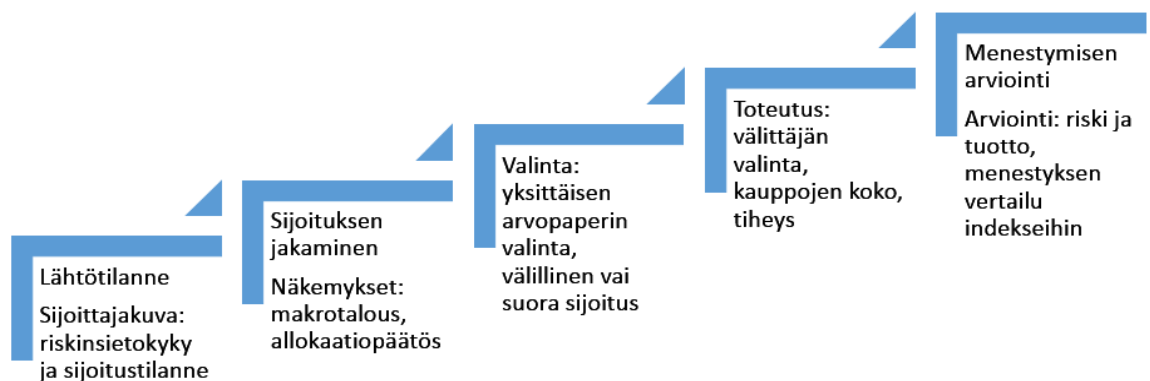 Lähtötilanne
Sijoittajakuva:
riskinsietokyky
ja sijoitustilanne
Sijoituksen
jakaminen
Näkemykset:
makrotalous,
allokaatiopäätös
Valinta:
yksittäisen
arvopaperin
valinta,
välillinen vai
suora sijoitus
Toteutus:
välittäjän
valinta,
kauppojen koko,
tiheys
Menestymisen
arviointi
Arviointi: riski ja
tuotto,
menestyksen
vertailu
indekseihin